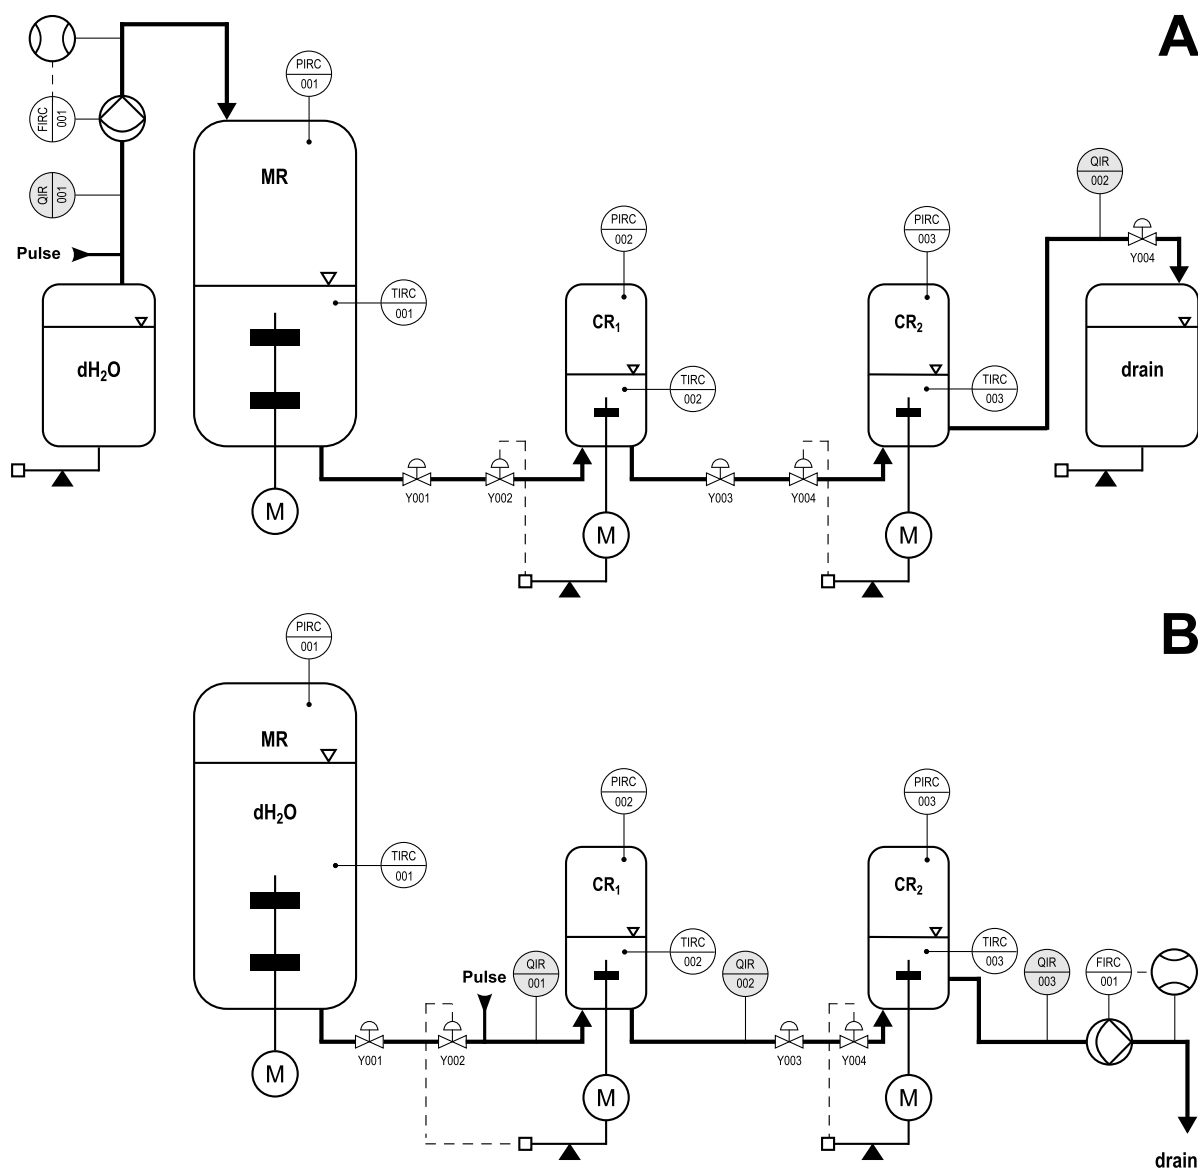 A
PIRC
001
FIRC
001
QIR
001
MR
QIR
002
PIRC
002
PIRC
003
Pulse
Y004
TIRC
001
CR1
CR2
dH2O
drain
TIRC
002
TIRC
003
Y001
Y002
Y003
Y004
M
M
M
B
PIRC
001
MR
PIRC
002
PIRC
003
dH2O
TIRC
001
CR1
CR2
TIRC
002
TIRC
003
Pulse
QIR
001
QIR
002
QIR
003
FIRC
001
Y001
Y002
Y003
Y004
M
M
M
drain